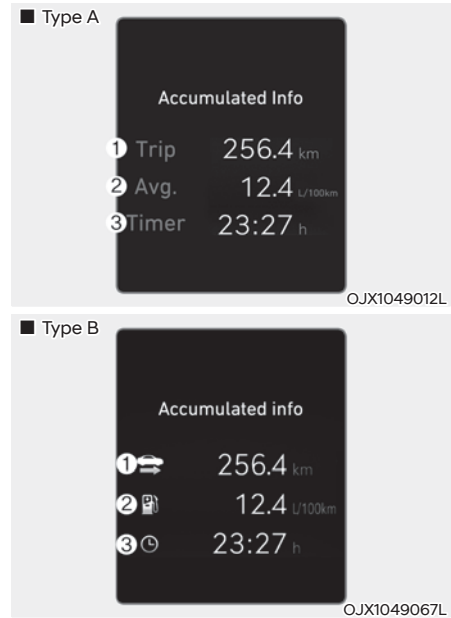 ■ Type A
Accumulated Info
① Trip 256.4 km
② Avg. 12.4 L/100km
③ Timer 23:27 h
OJX1049012L
■ Type B
Accumulated info
① 256.4 km
② 12.4 L/100km
③ 23:27 h
OJX1049067L